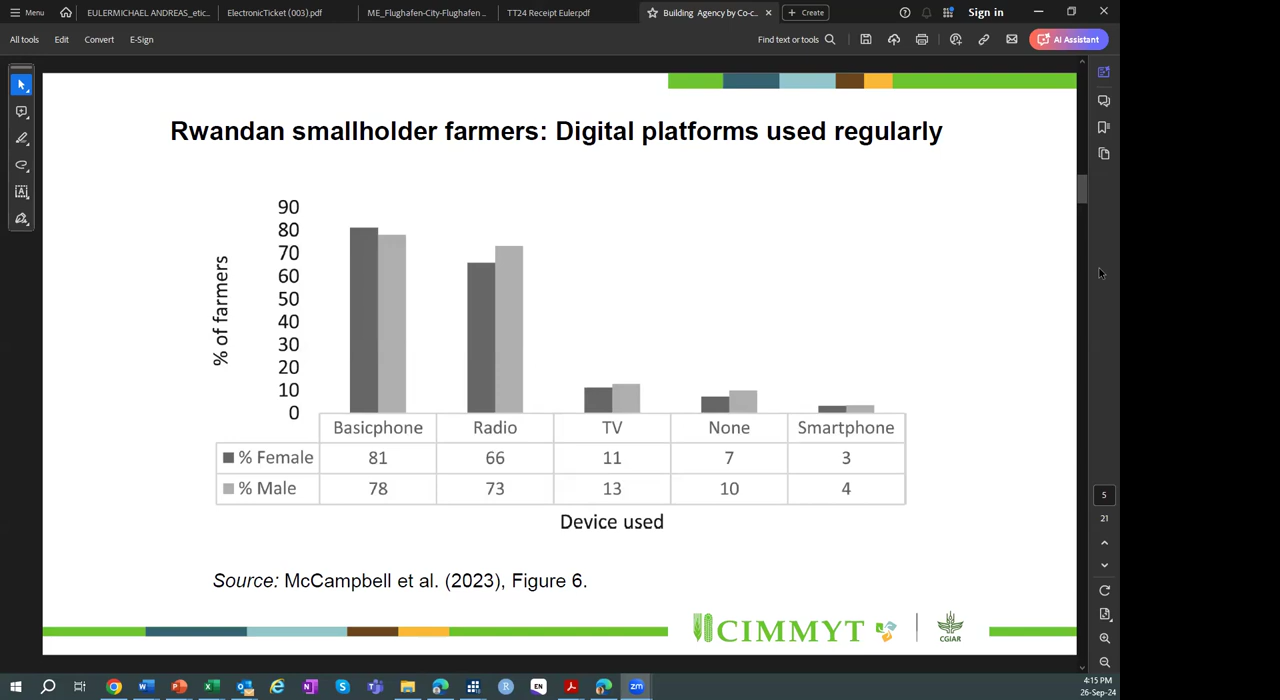 Menu
EULERMICHAEL ANDREAS_etic...
ElectronicTicket (003).pdf
ME_Flughafen-City-Flughafen ...
TT24 Receipt Euler.pdf
Building Agency by Co-c...
Create
Sign in
All tools
Edit
Convert
E-Sign
Find text or tools
AI Assistant
Rwandan smallholder farmers: Digital platforms used regularly
% of farmers
90
80
70
60
50
40
30
20
10
0
Basicphone Radio TV None Smartphone
% Female 81 66 11 7 3
% Male 78 73 13 10 4
Device used
Source: McCampbell et al. (2023), Figure 6.
CIMMYT
CGIAR
5
21
EN
zm
4:15 PM
26-Sep-24